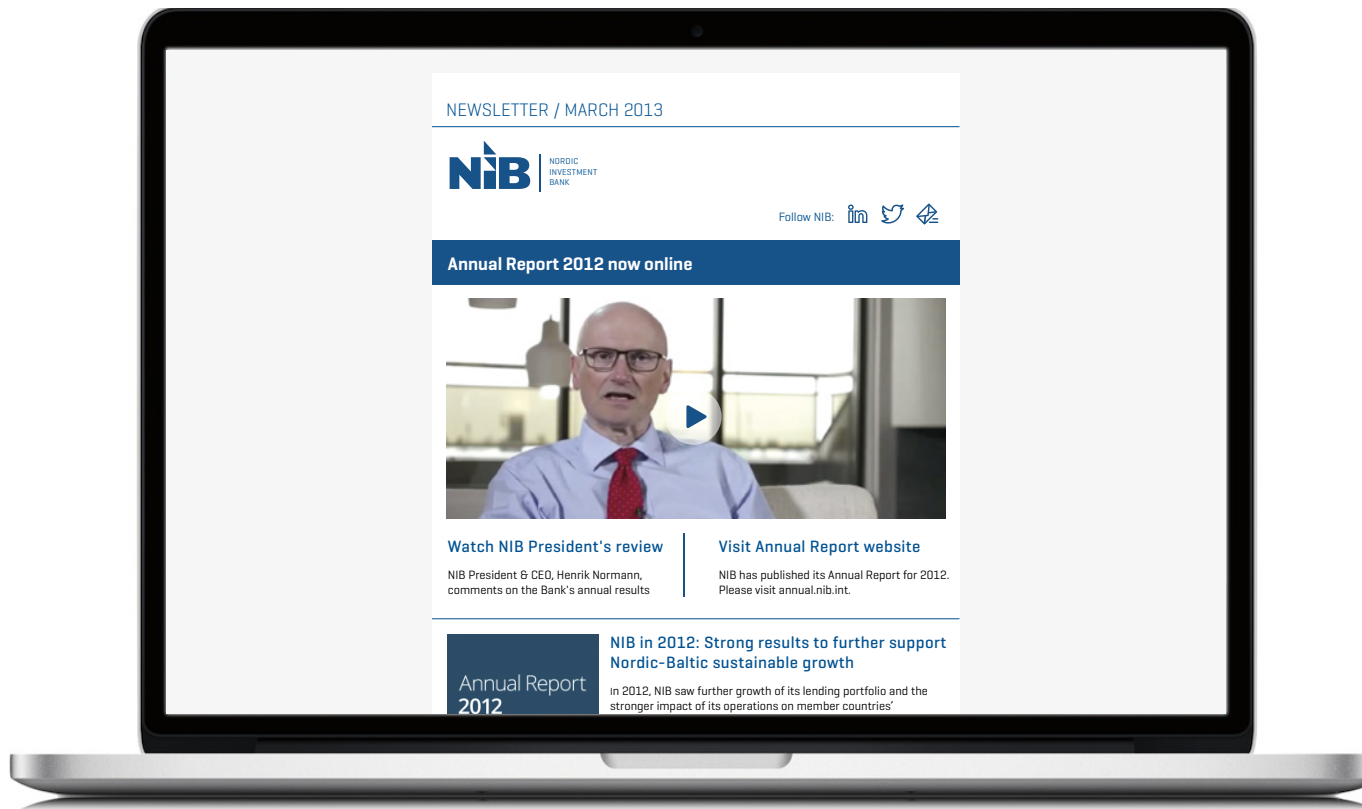 NEWSLETTER / MARCH 2013
NiB
NORDIC
INVESTMENT
BANK
Follow NIB:
in
Annual Report 2012 now online
Watch NIB President's review
NIB President & CEO, Henrik Normann,
comments on the Bank's annual results
Visit Annual Report website
NIB has published its Annual Report for 2012.
Please visit annual.nib.int.
Annual Report
2012
NIB in 2012: Strong results to further support
Nordic-Baltic sustainable growth
In 2012, NIB saw further growth of its lending portfolio and the
stronger impact of its operations on member countries'